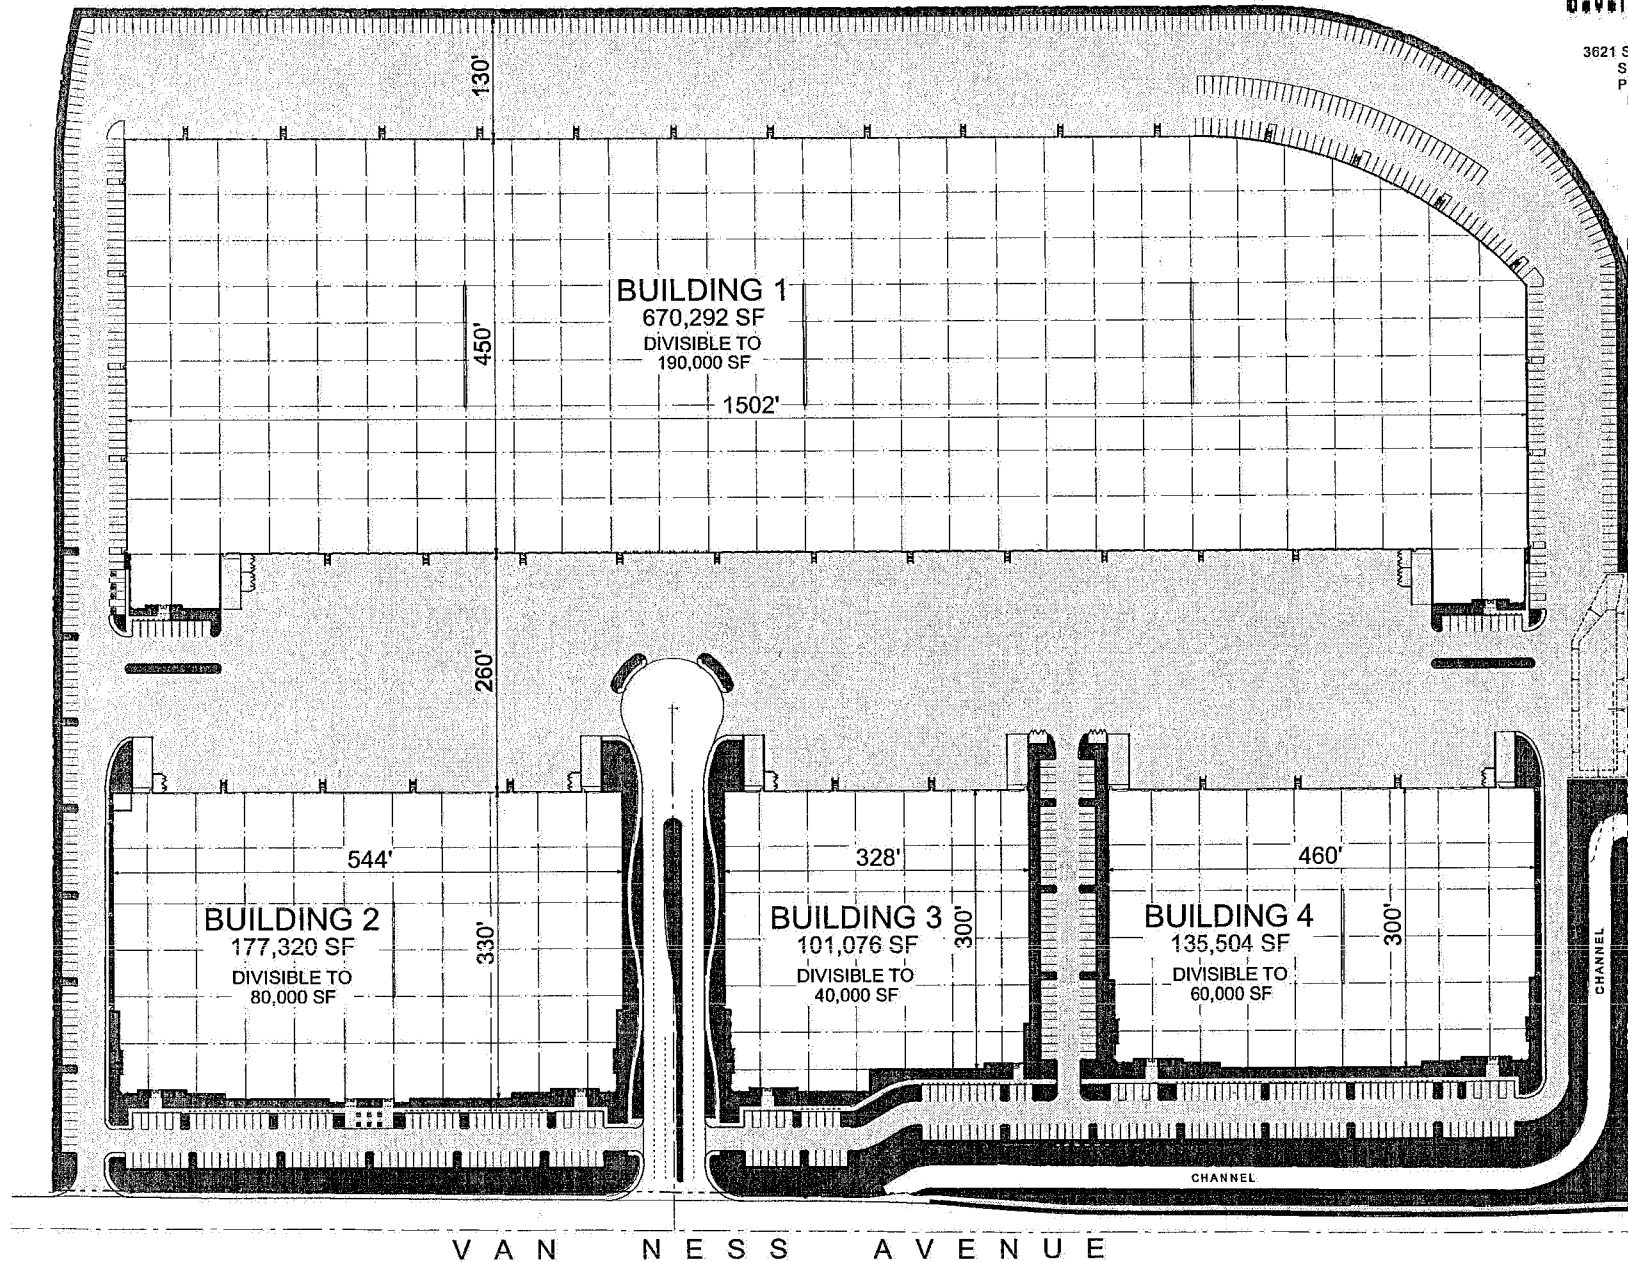 3621 S
S
P
130'
BUILDING 1
670,292 SF
DIVISIBLE TO
190,000 SF
450'
1502'
260'
544'
BUILDING 2
177,320 SF
DIVISIBLE TO
80,000 SF
330'
328'
BUILDING 3
101,076 SF
DIVISIBLE TO
40,000 SF
300'
460'
BUILDING 4
135,504 SF
DIVISIBLE TO
60,000 SF
300'
CHANNEL
CHANNEL
VAN NESS AVENUE